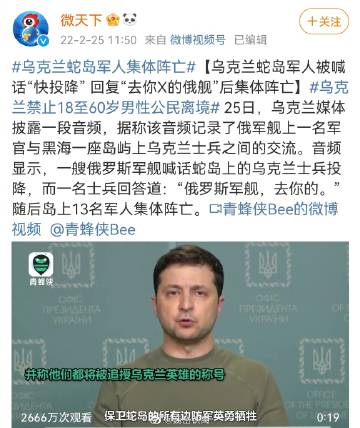 微天下
22-2-25 11:50 来自 微博视频号 已编辑
#乌克兰蛇岛军人集体阵亡#【乌克兰蛇岛军人被喊
话“快投降” 回复“去你X的俄舰”后集体阵亡】#乌克
兰禁止18至60岁男性公民离境# 25日，乌克兰媒体
披露一段音频，据称该音频记录了俄军舰上一名军
官与黑海一座岛屿上乌克兰士兵之间的交流。音频
显示，一艘俄罗斯军舰喊话蛇岛上的乌克兰士兵投
降，而一名士兵回答道：“俄罗斯军舰，去你的。”
随后岛上13名军人集体阵亡。青蜂侠Bee的微博
视频 @青蜂侠Bee
青蜂侠
ОФІС
ПРЕЗИДЕНТА
УКРАЇНИ
ОФІС
ПРЕЗИДЕНТА
УКРАЇНИ
并称他们都将被追授乌克兰英雄的称号
2666万次观看
保卫蛇岛的所有边防军英勇牺牲
0:19